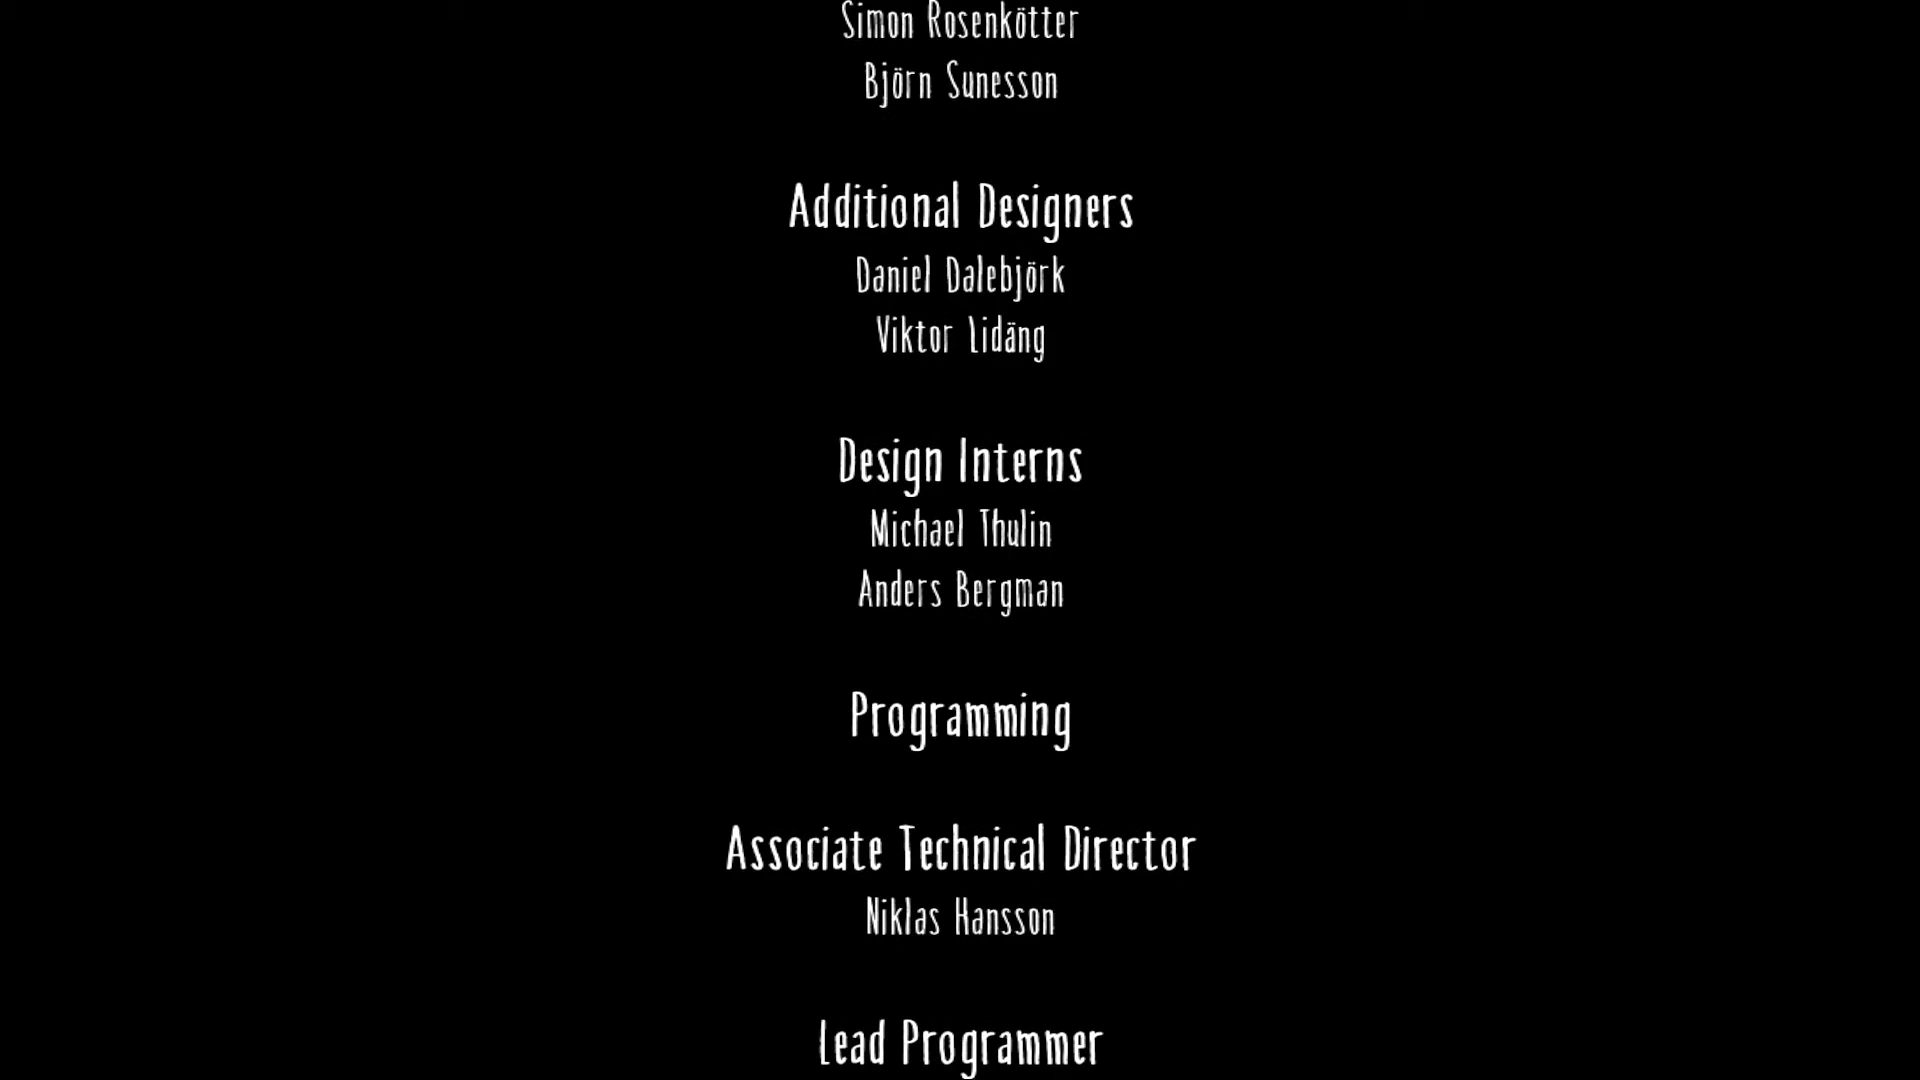 Simon Rosenkötter
Björn Sunesson
Additional Designers
Daniel Dalebjörk
Viktor Lidäng
Design Interns
Michael Thulin
Anders Bergman
Programming
Associate Technical Director
Niklas Hansson
Lead Programmer